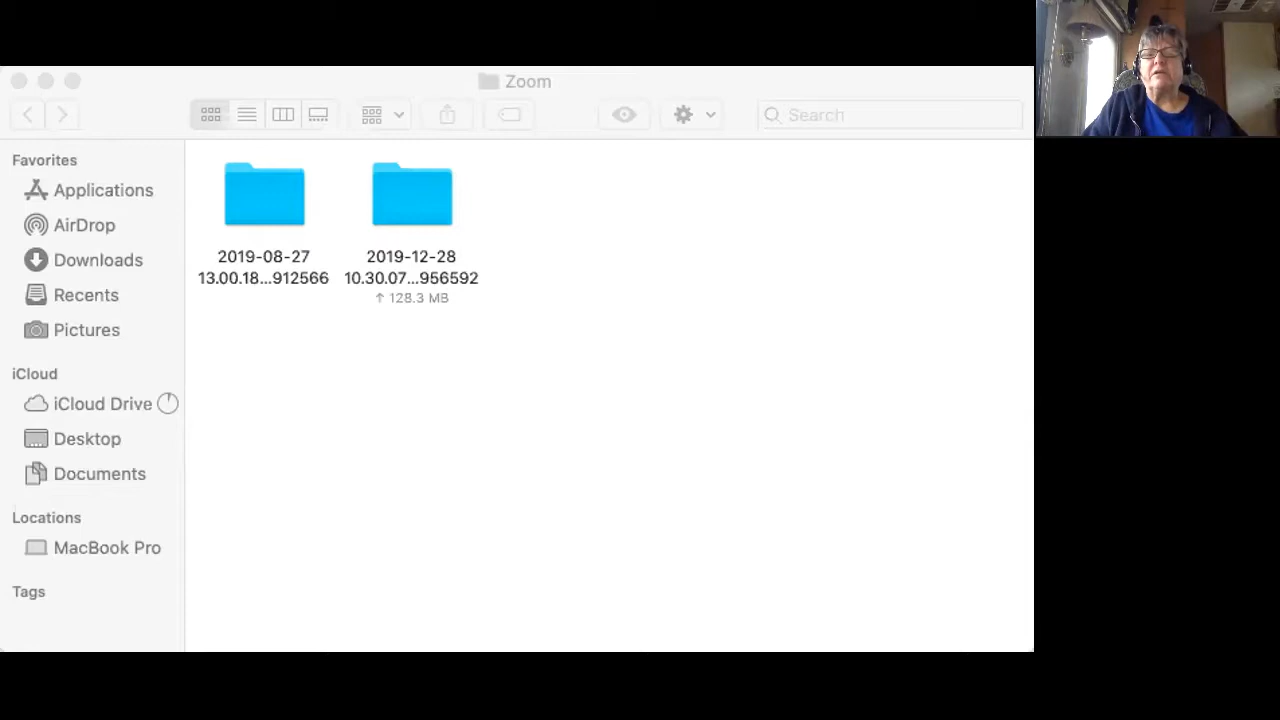 Zoom
Search
Favorites
Applications
AirDrop
Downloads
Recents
Pictures
iCloud
iCloud Drive
Desktop
Documents
Locations
MacBook Pro
Tags
2019-08-27
13.00.18...912566
2019-12-28
10.30.07...956592
↑ 128.3 MB